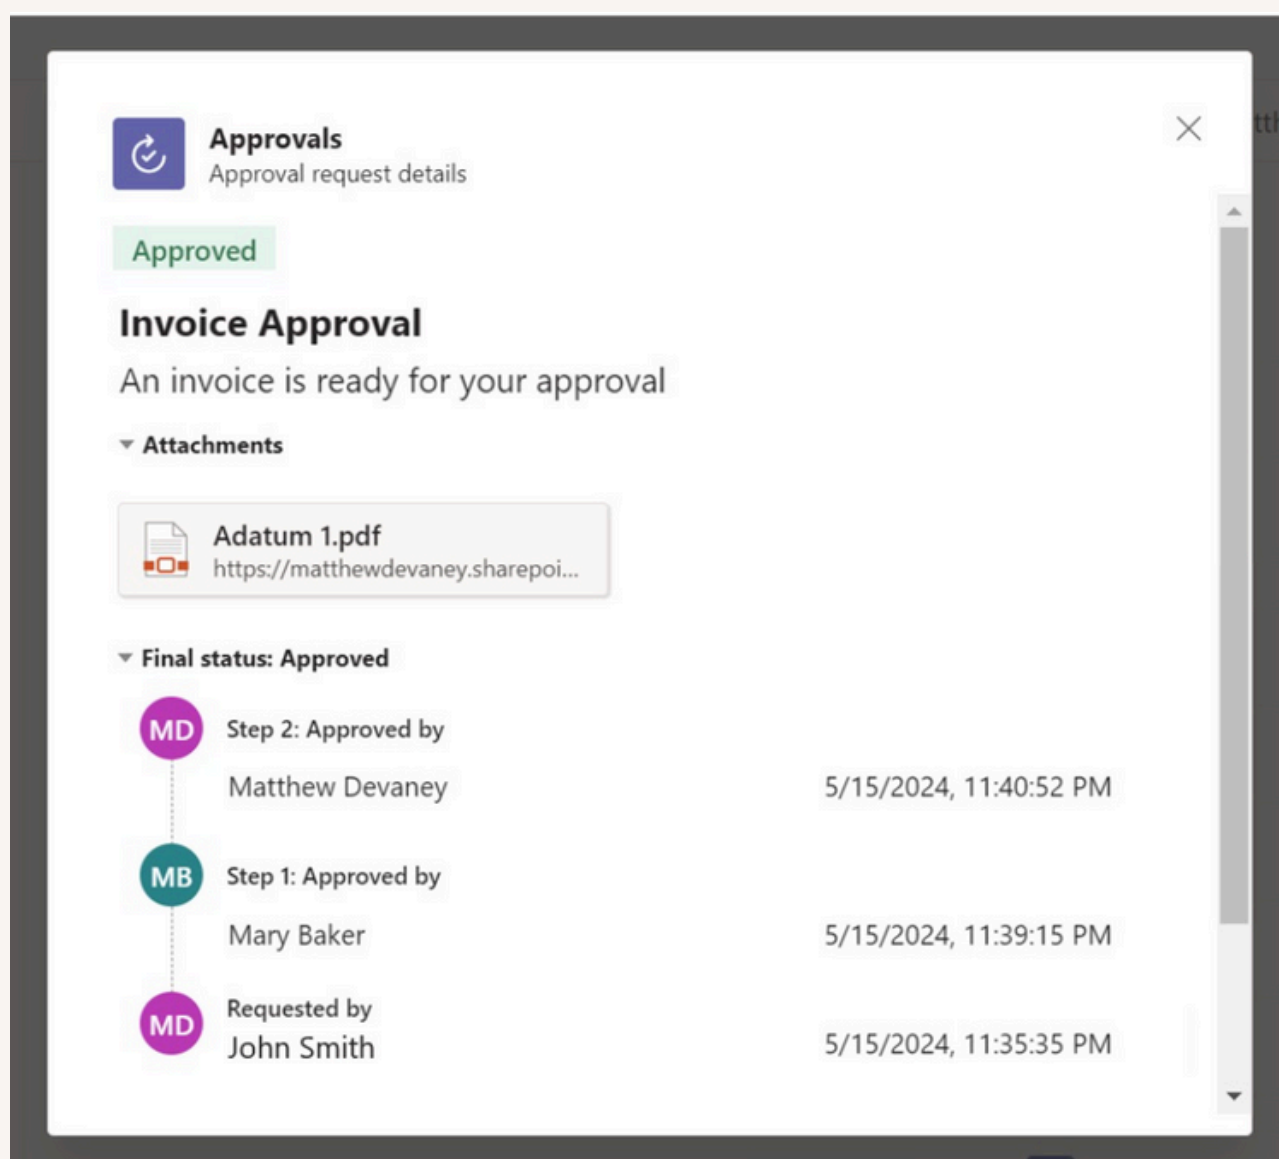 Approvals
Approval request details
Approved
Invoice Approval
An invoice is ready for your approval
Attachments
Adatum 1.pdf
https://matthewdevaney.sharepoi...
Final status: Approved
MD
Step 2: Approved by
Matthew Devaney 5/15/2024, 11:40:52 PM
MB
Step 1: Approved by
Mary Baker 5/15/2024, 11:39:15 PM
MD
Requested by
John Smith 5/15/2024, 11:35:35 PM